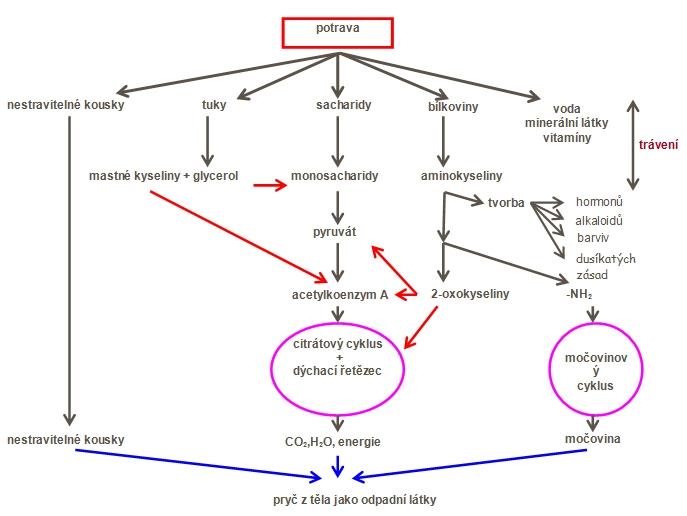 potrava
nestravitelné kousky
tuky
sacharidy
bílkoviny
voda
minerální látky
vitamíny
trávení
mastné kyseliny + glycerol
monosacharidy
aminokyseliny
tvorba
hormonů
alkaloidů
barviv
dusíkatých
zásad
pyruvát
acetylkoenzym A
2-oxokyseliny
-NH₂
citrátový cyklus
+
dýchací řetězec
močovinov
ý
cyklus
nestravitelné kousky
CO₂,H₂O, energie
močovina
pryč z těla jako odpadní látky